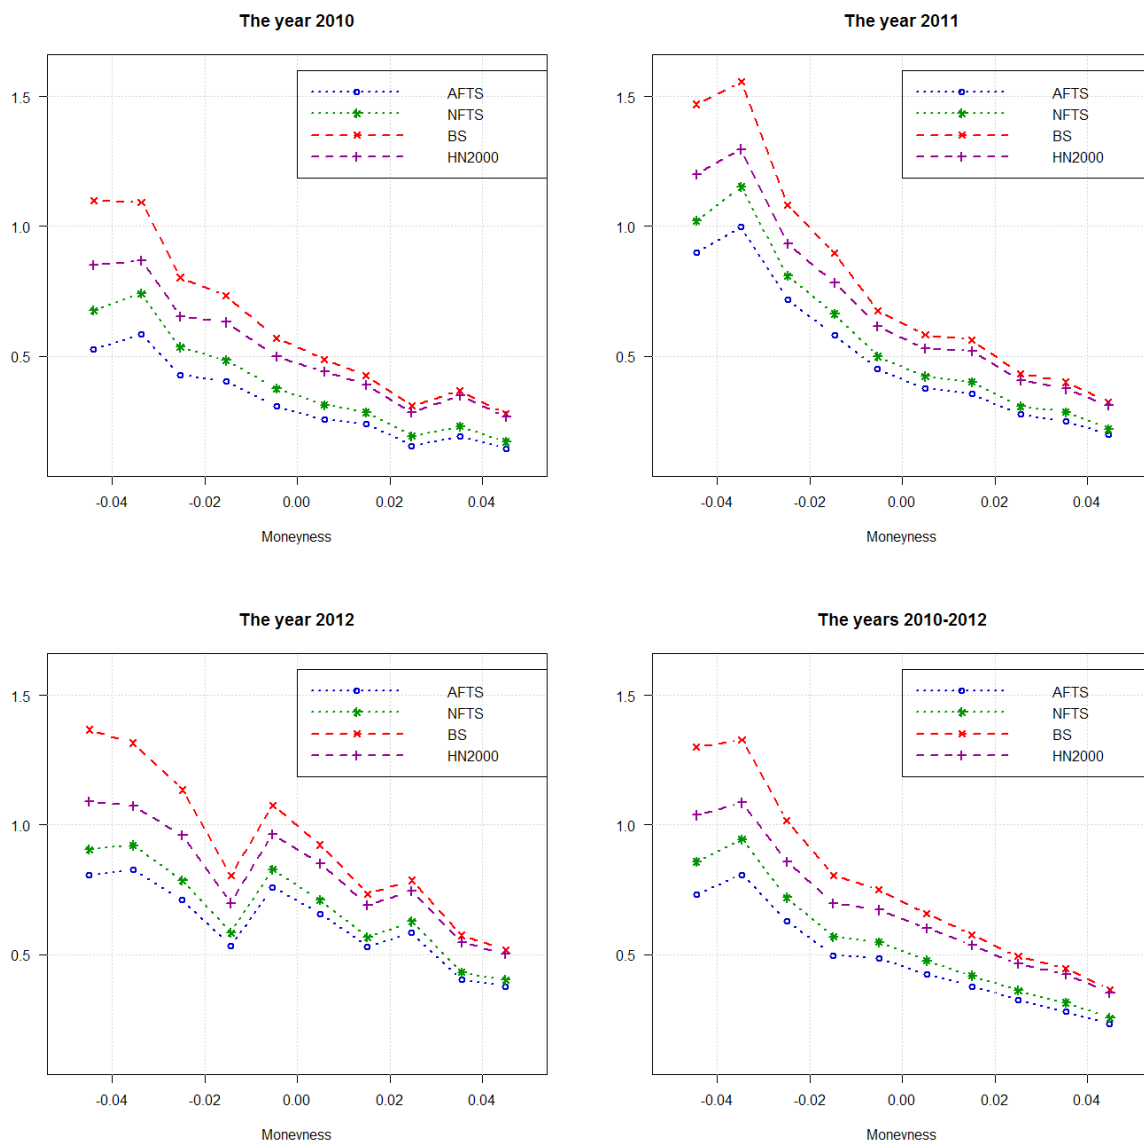 The year 2010
1.5
1.0
0.5
AFTS
NFTS
BS
HN2000
-0.04 -0.02 0.00 0.02 0.04
Moneyness
The year 2011
1.5
1.0
0.5
AFTS
NFTS
BS
HN2000
-0.04 -0.02 0.00 0.02 0.04
Moneyness
The year 2012
1.5
1.0
0.5
AFTS
NFTS
BS
HN2000
-0.04 -0.02 0.00 0.02 0.04
Moneyness
The years 2010-2012
1.5
1.0
0.5
AFTS
NFTS
BS
HN2000
-0.04 -0.02 0.00 0.02 0.04
Moneyness